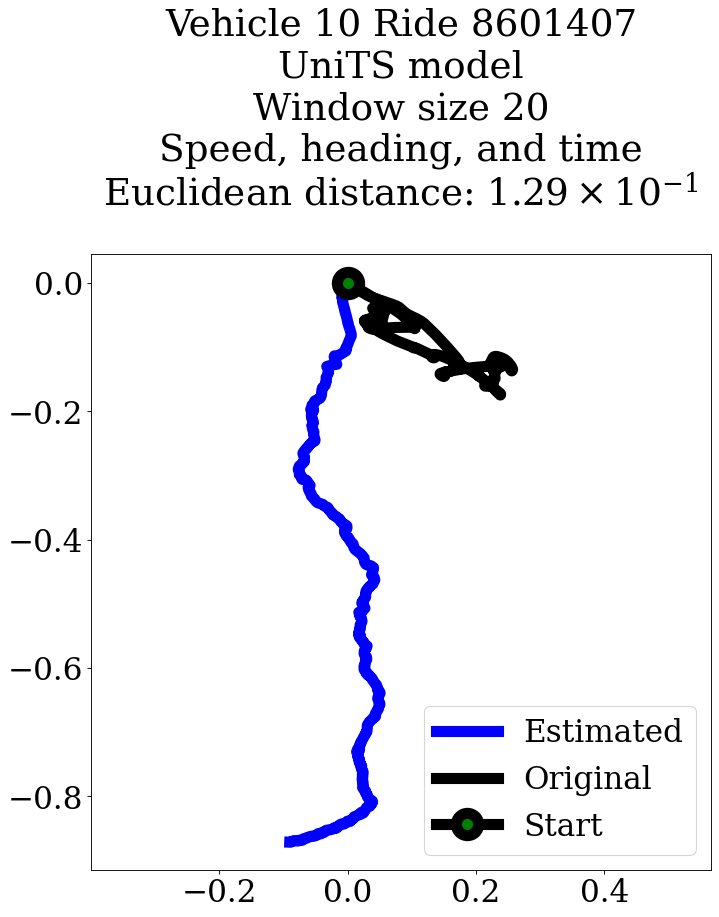 Vehicle 10 Ride 8601407
UniTS model
Window size 20
Speed, heading, and time
Euclidean distance: 1.29 × 10⁻¹
0.0
−0.2
−0.4
−0.6
−0.8
Estimated
Original
Start
−0.2 0.0 0.2 0.4